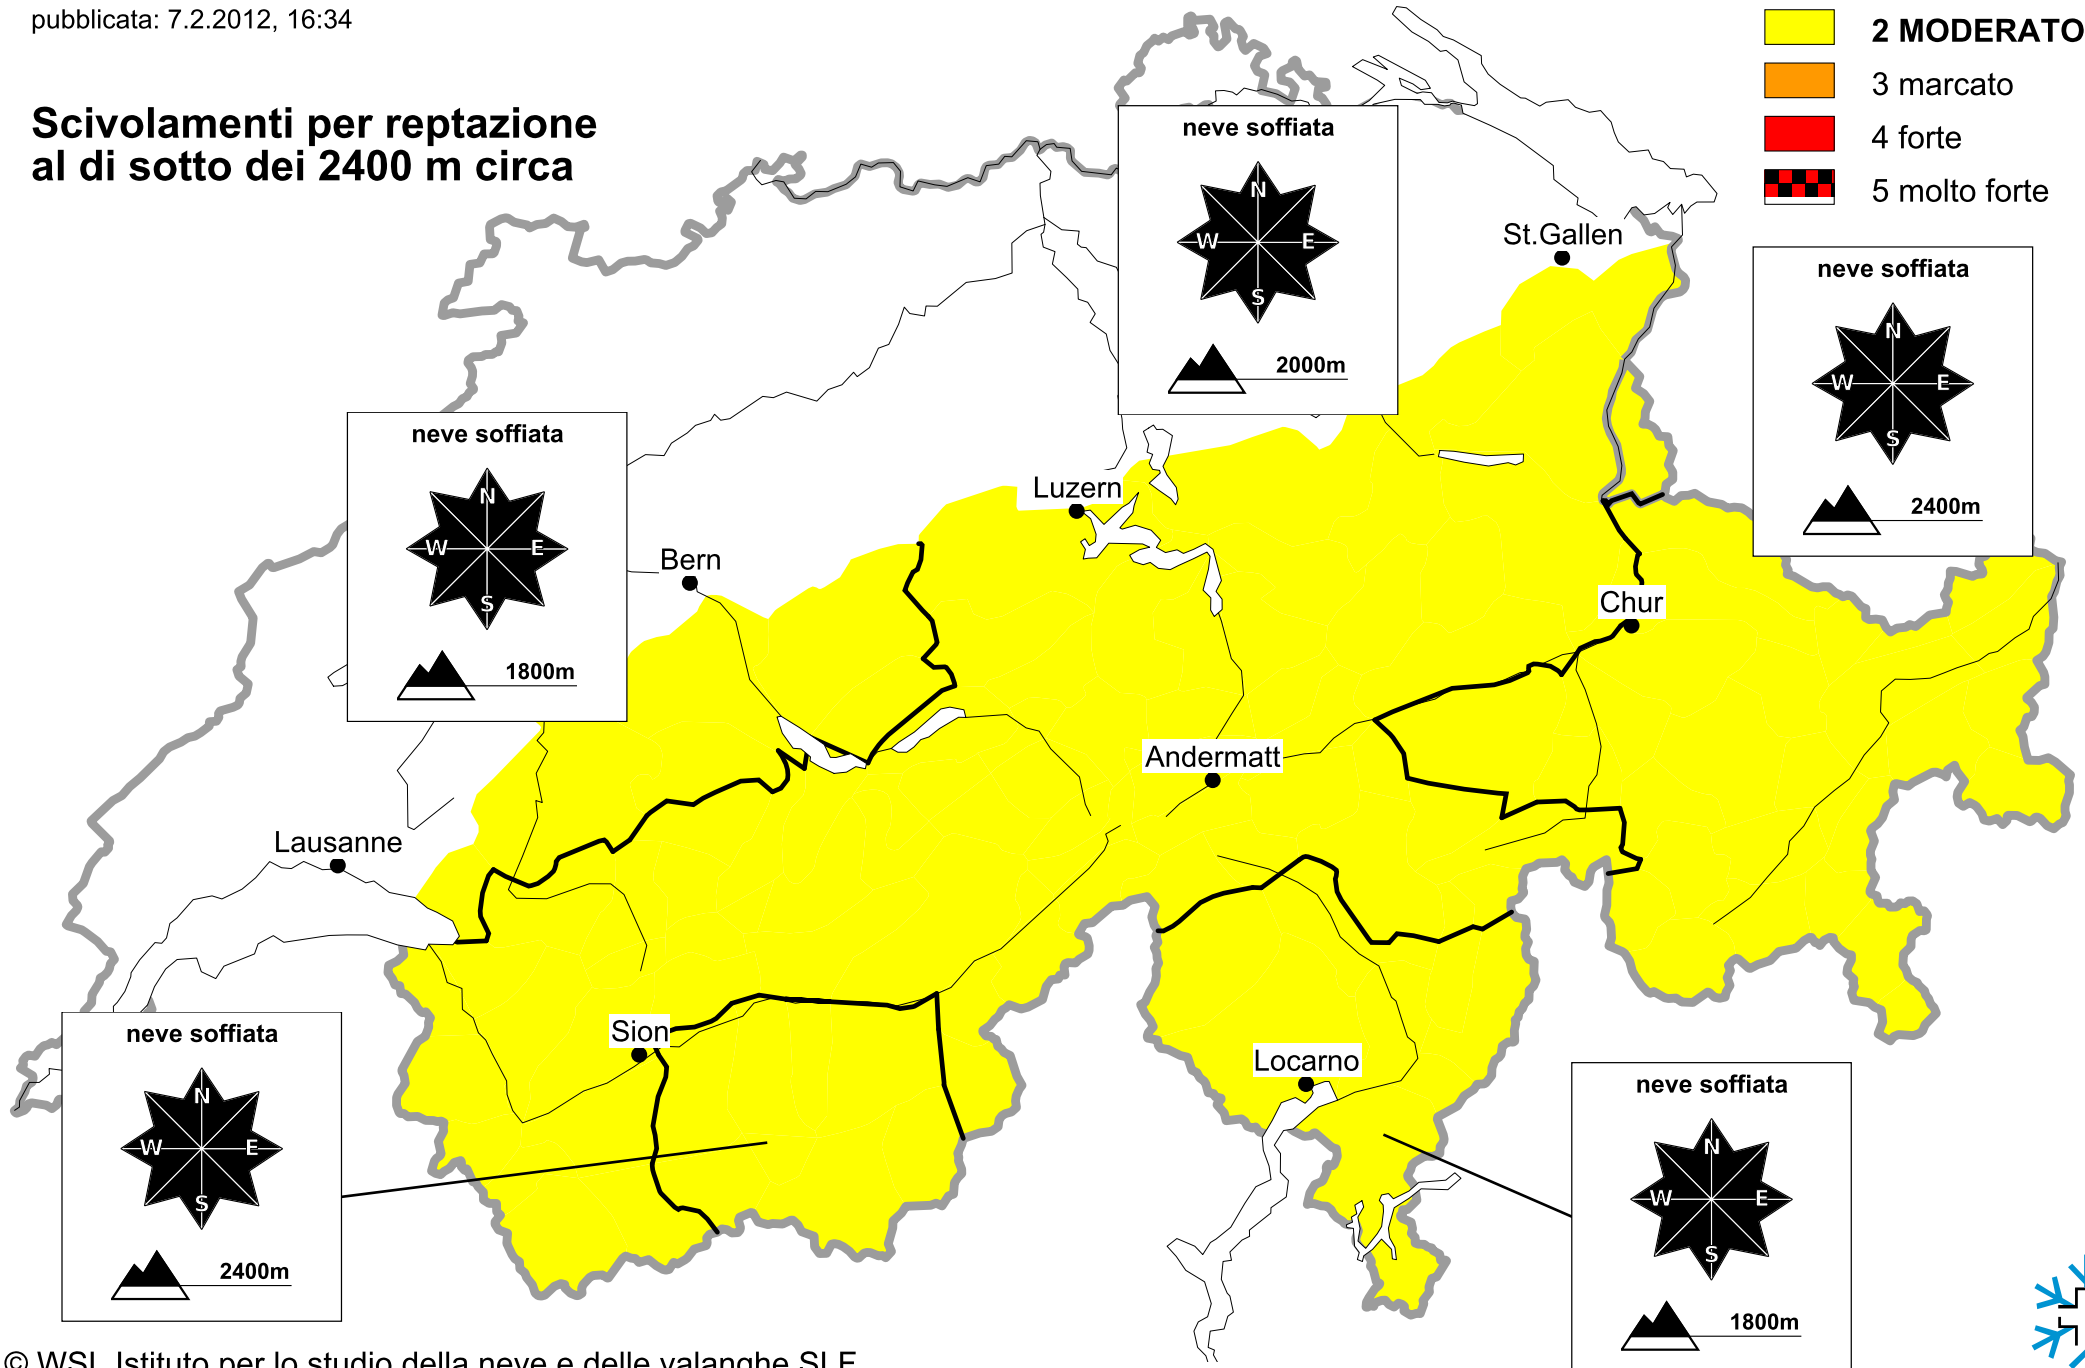 pubblicata: 7.2.2012, 16:34
2 MODERATO
3 marcato
4 forte
5 molto forte
Scivolamenti per reptazione
al di sotto dei 2400 m circa
neve soffiata
N
W E
S
2000m
St.Gallen
neve soffiata
N
W E
S
2400m
neve soffiata
N
W E
S
1800m
Luzern
Bern
Chur
Andermatt
Lausanne
Sion
Locarno
neve soffiata
N
W E
S
2400m
neve soffiata
N
W E
S
1800m
© WSL Istituto per lo studio della neve e delle valanghe SLF